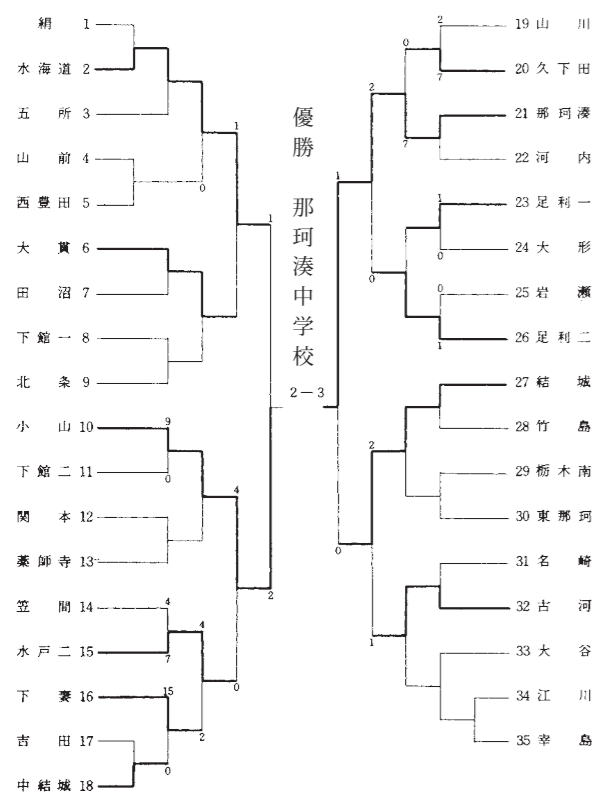 絹 1
水海道 2
五所 3
山前 4
西豊田 5
大貫 6
田沼 7
下館一 8
北条 9
小山 10
下館二 11
関本 12
薬師寺 13
笠間 14
水戸二 15
下妻 16
吉田 17
中結城 18
1
0
1
9
0
4
2
4
7
4
0
15
2
0
優勝 那珂湊中学校
2-3
19 山川
20 久下田
21 那珂湊
22 河内
23 足利一
24 大形
25 岩瀬
26 足利二
27 結城
28 竹島
29 栃木南
30 東那珂
31 名崎
32 古河
33 大谷
34 江川
35 幸島
2
0
7
2
7
1
1
0
0
0
1
2
0
1